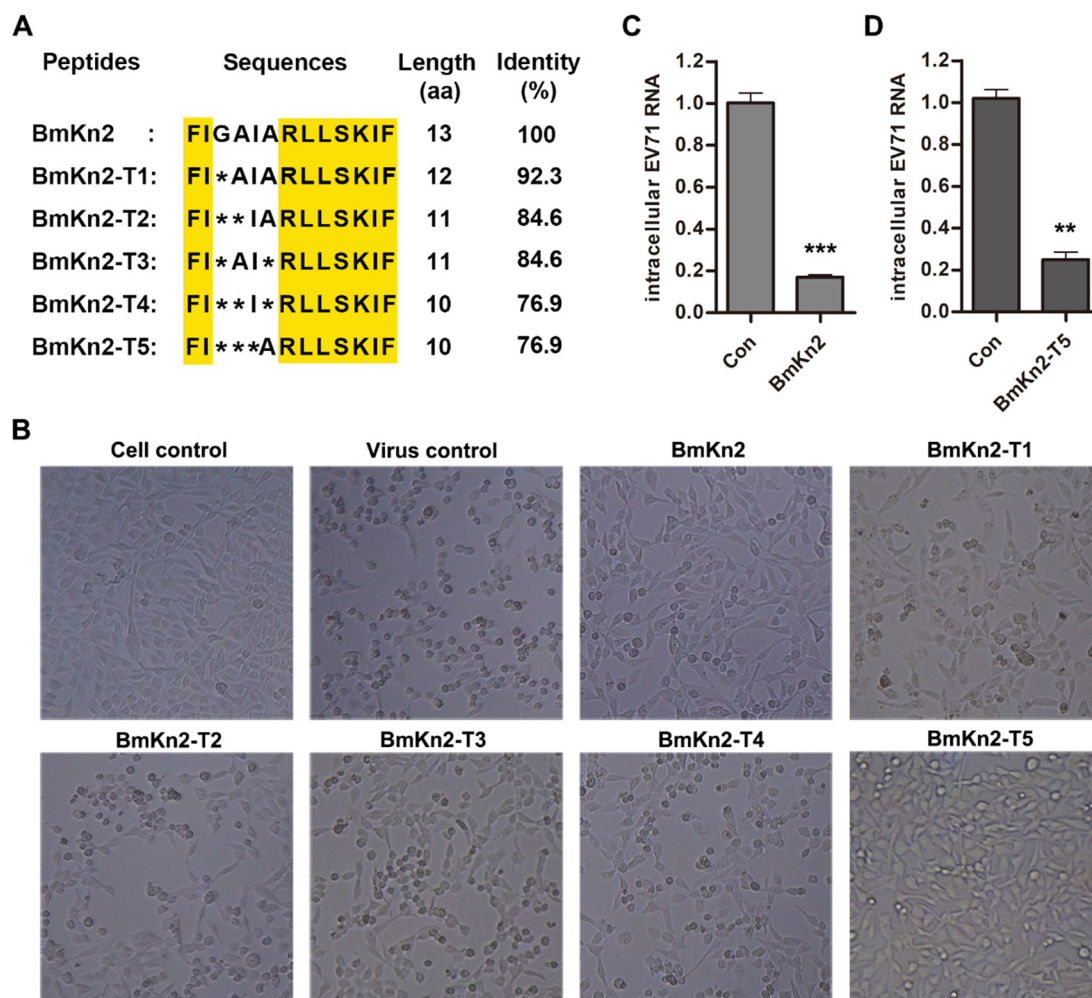 A
Peptides Sequences Length (aa) Identity (%)
BmKn2 : FIGAIARLLSKIF 13 100
BmKn2-T1: FI*AIARLLSKIF 12 92.3
BmKn2-T2: FI**IARLLSKIF 11 84.6
BmKn2-T3: FI*AI*RLLSKIF 11 84.6
BmKn2-T4: FI**I*RLLSKIF 10 76.9
BmKn2-T5: FI***ARLLSKIF 10 76.9
C
intracellular EV71 RNA
1.2
1.0
0.8
0.6
0.4
0.2
0.0
***
Con
BmKn2
D
intracellular EV71 RNA
1.2
1.0
0.8
0.6
0.4
0.2
0.0
**
Con
BmKn2-T5
B
Cell control Virus control BmKn2 BmKn2-T1
BmKn2-T2 BmKn2-T3 BmKn2-T4 BmKn2-T5